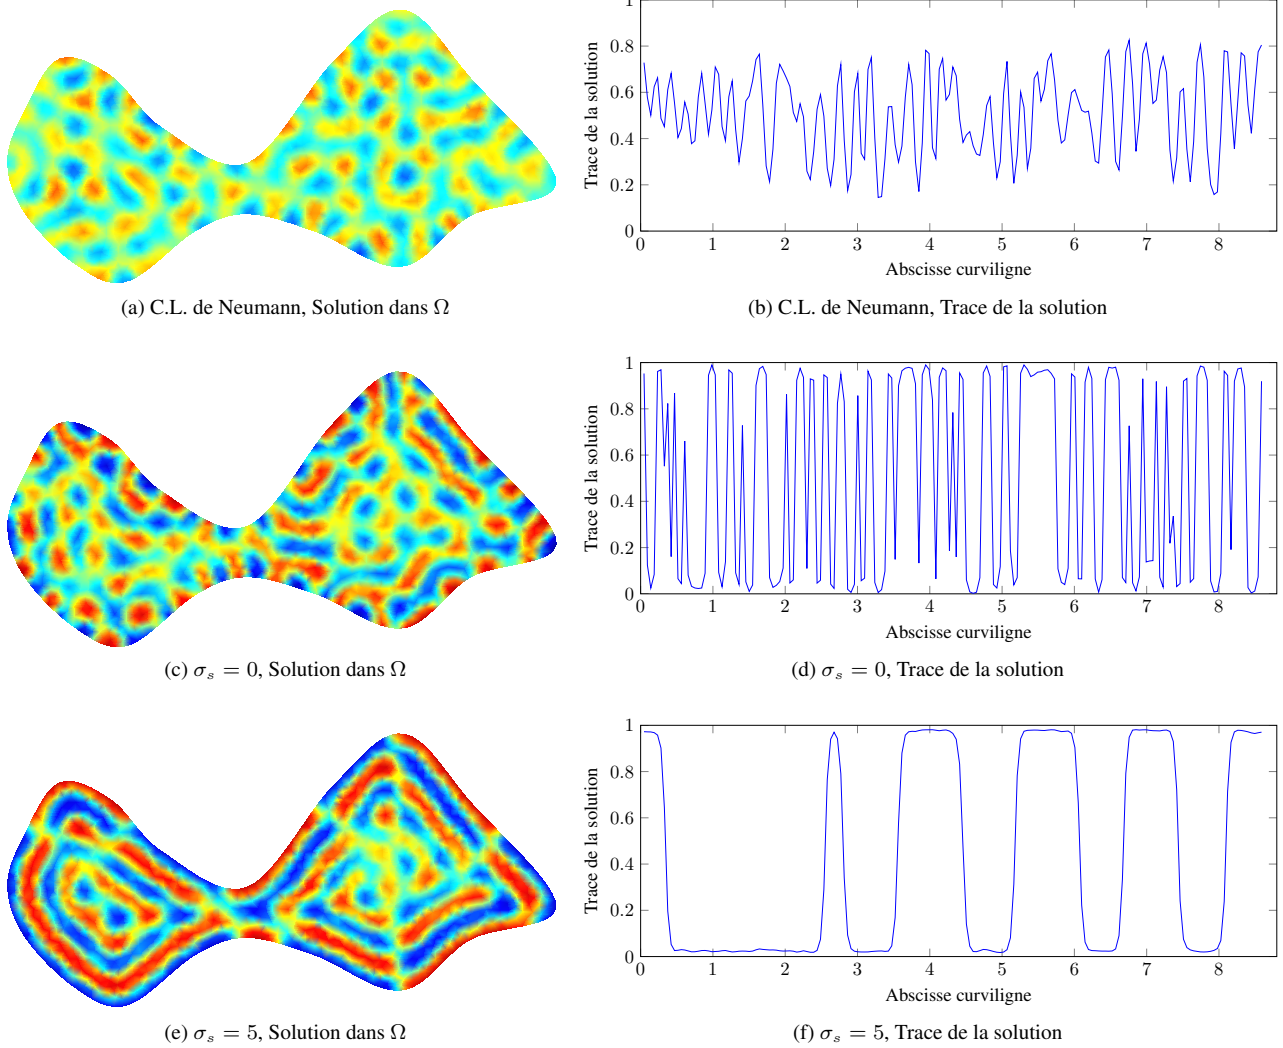 1
0.8
0.6
0.4
0.2
0
Trace de la solution
0 1 2 3 4 5 6 7 8
Abscisse curviligne
(a) C.L. de Neumann, Solution dans Ω
(b) C.L. de Neumann, Trace de la solution
1
0.8
0.6
0.4
0.2
0
Trace de la solution
0 1 2 3 4 5 6 7 8
Abscisse curviligne
(c) σₛ = 0, Solution dans Ω
(d) σₛ = 0, Trace de la solution
1
0.8
0.6
0.4
0.2
0
Trace de la solution
0 1 2 3 4 5 6 7 8
Abscisse curviligne
(e) σₛ = 5, Solution dans Ω
(f) σₛ = 5, Trace de la solution